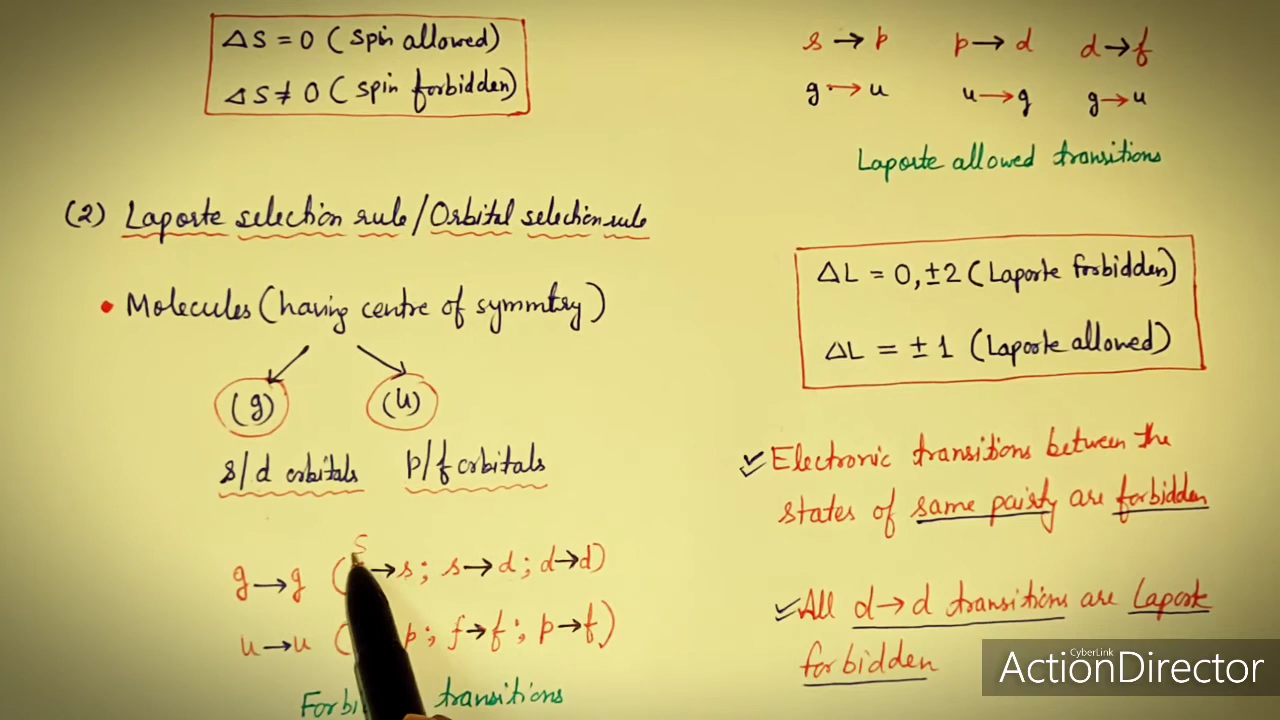 ΔS = 0 (Spin allowed)
ΔS ≠ 0 (Spin forbidden)
(2) Laporte selection rule/Orbital selection rule
• Molecules (having centre of symmtry)
(g) (u)
s/d orbitals p/f orbitals
g→g (s→s; s→d; d→d)
u→u ( p; f→f; p→f)
transitions
s→p p→d d→f
g→u u→g g→u
Laporte allowed transitions
ΔL = 0, ±2 (Laporte forbidden)
ΔL = ±1 (Laporte allowed)
Electronic transitions between the
states of same parity are forbidden
All d→d transitions are Laporte
forbidden
CyberLink
ActionDirector